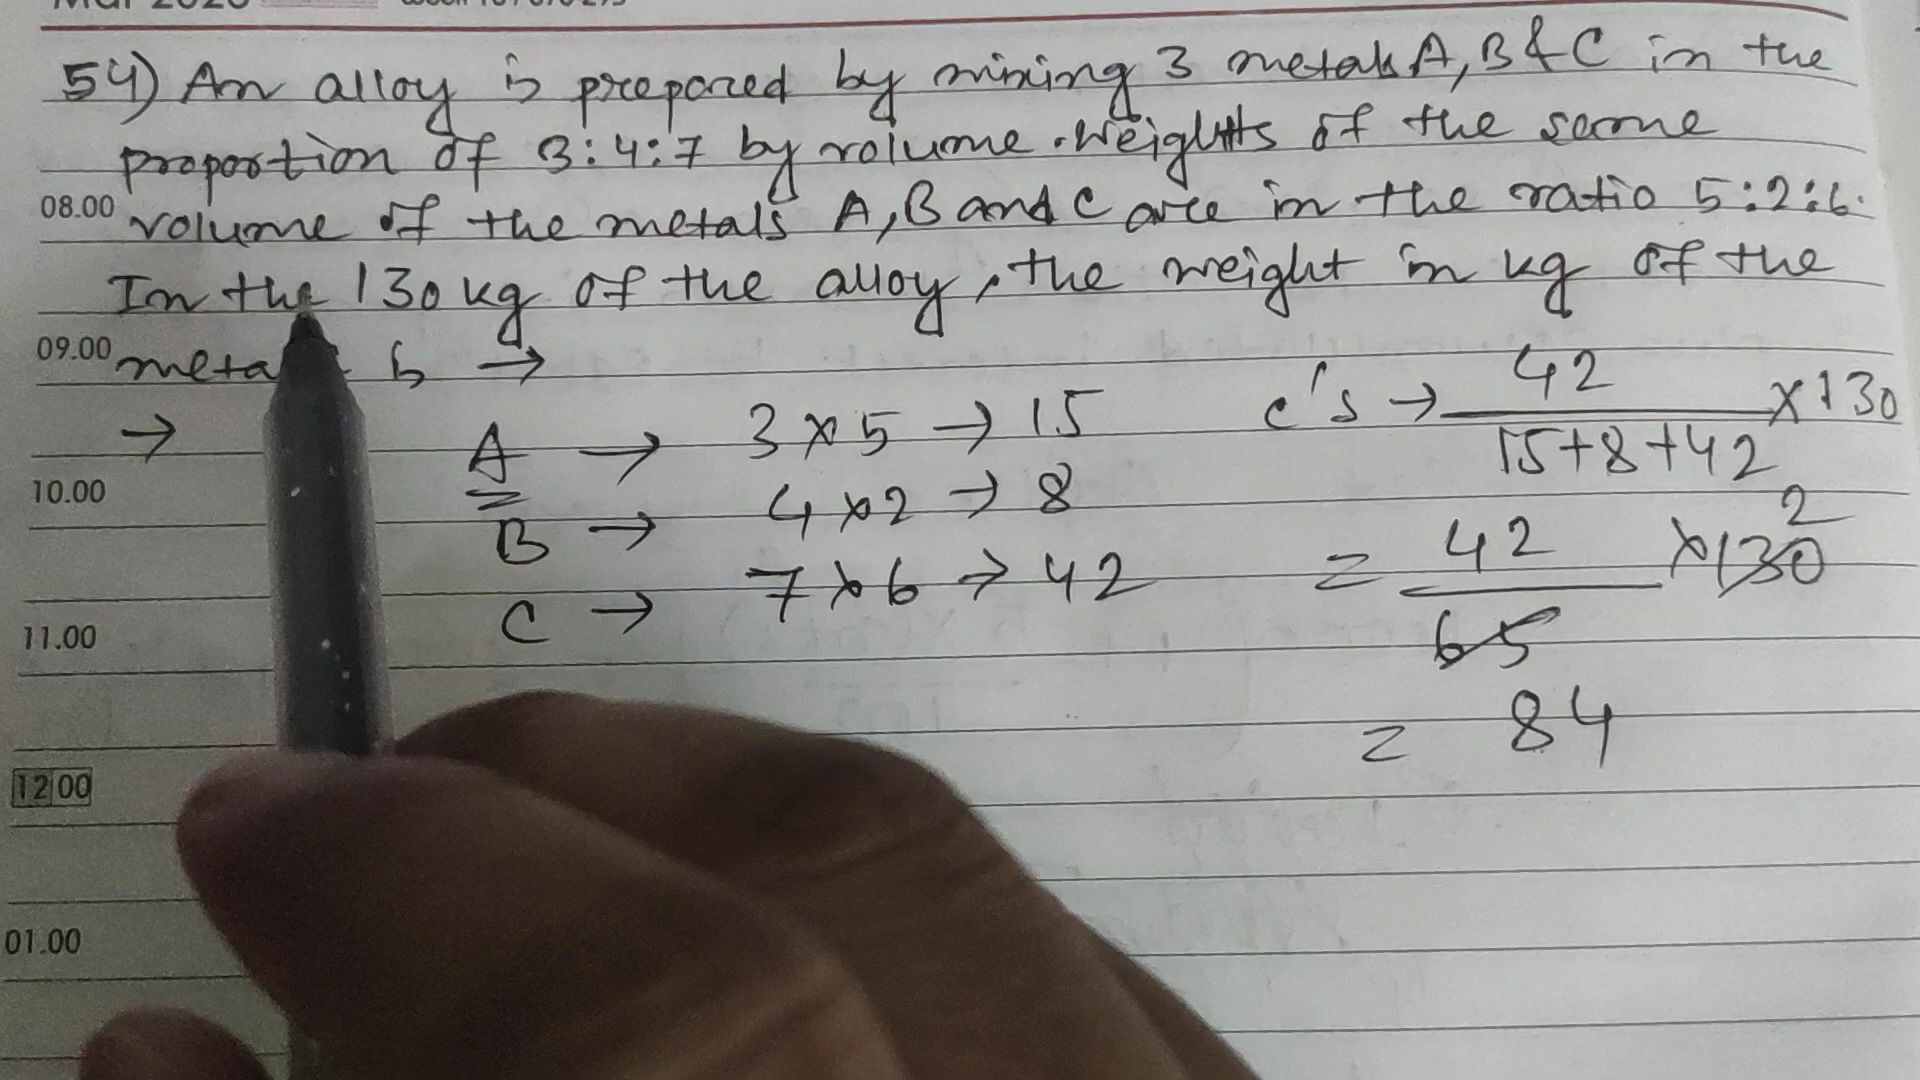 54) An alloy is prepared by mixing 3 metals A, B & C in the
proportion of 3:4:7 by volume. Weights of the same
08.00 volume of the metals A, B and C are in the ratio 5:2:6.
In the 130 kg of the alloy, the weight in kg of the
09.00 is →
→ A → 3 × 5 → 15
C's → 42 / 15+8+42 × 130
10.00 B → 4 × 2 → 8
C → 7 × 6 → 42
= 42 / 65 × 130 2
11.00
= 84
12 00
01.00